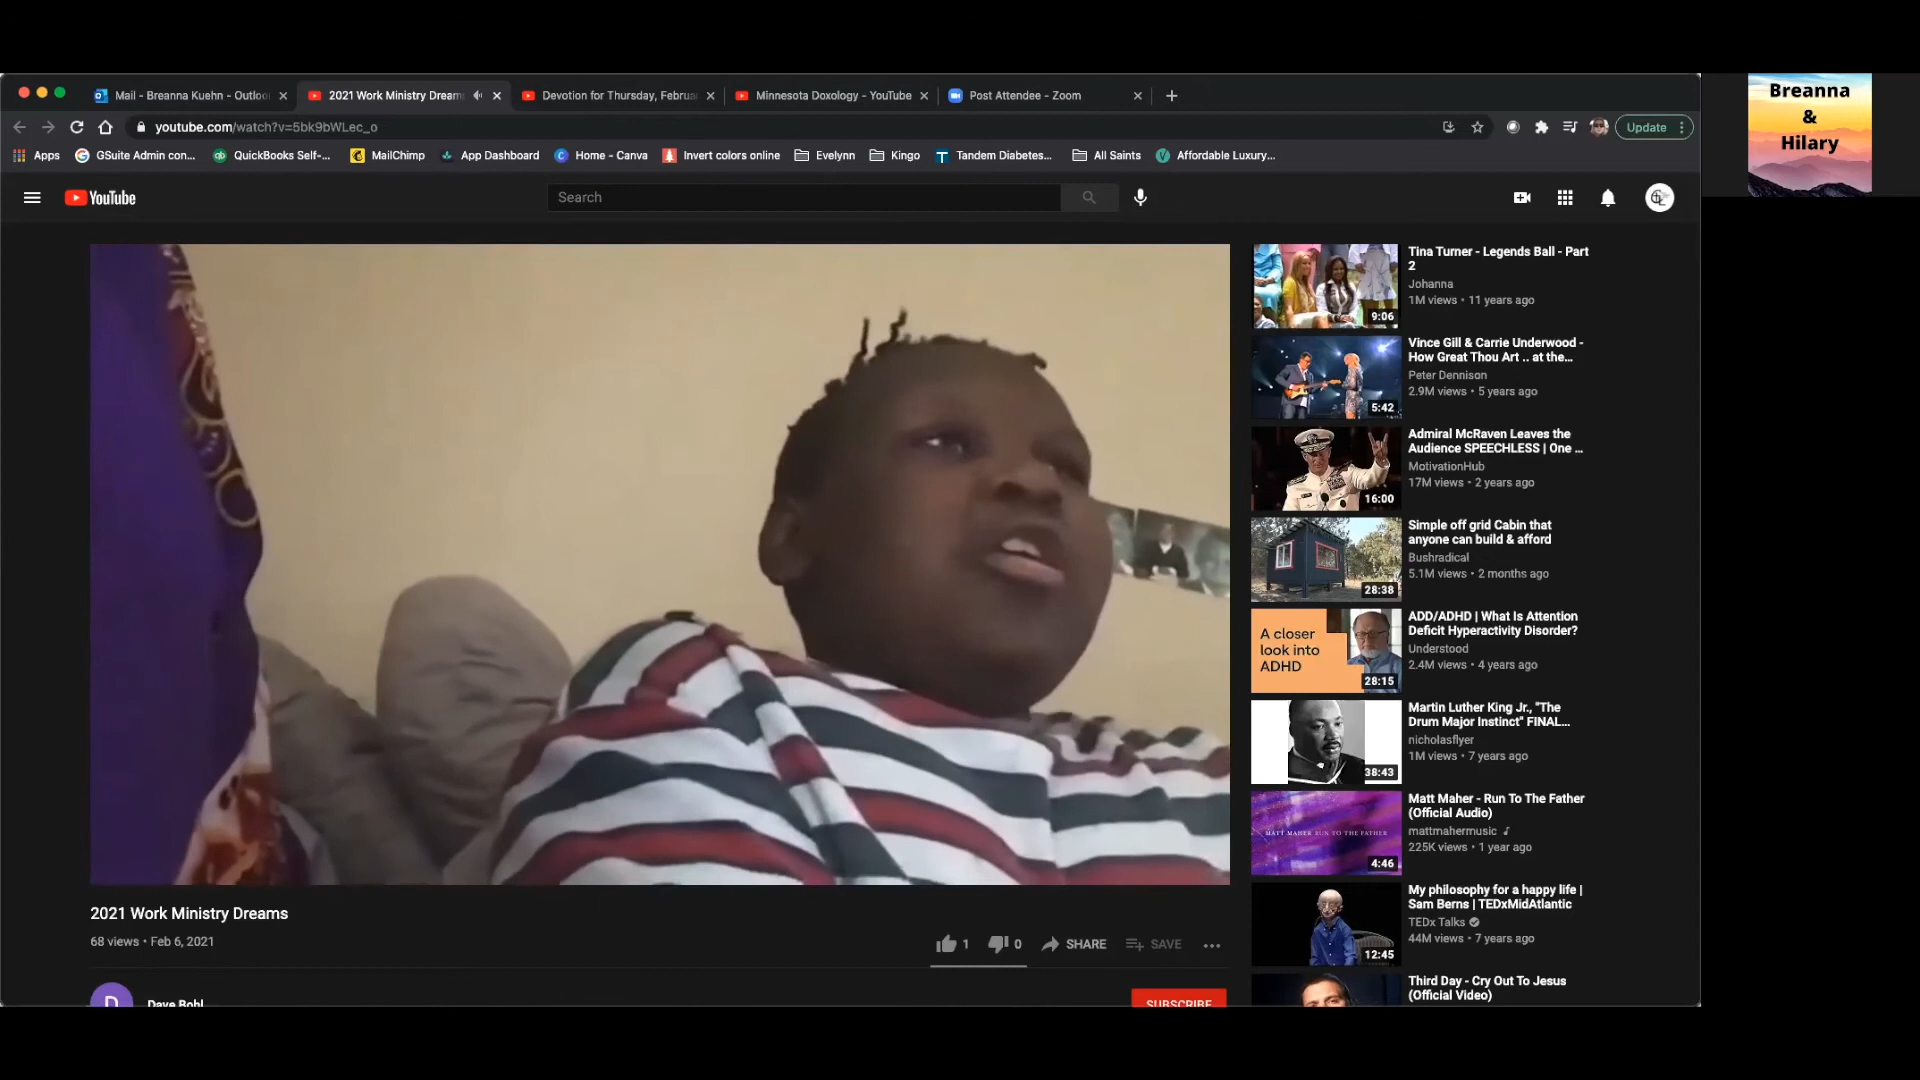 Mail - Breanna Kuehn - Outloo
2021 Work Ministry Dream
Devotion for Thursday, Februa
Minnesota Doxology - YouTube
Post Attendee - Zoom
youtube.com/watch?v=5bk9bWLec_o
Update
Apps
GSuite Admin con...
QuickBooks Self-...
MailChimp
App Dashboard
Home - Canva
Invert colors online
Evelynn
Kingo
Tandem Diabetes...
All Saints
Affordable Luxury...
YouTube
Search
Breanna
&
Hilary
2021 Work Ministry Dreams
68 views • Feb 6, 2021
1
0
SHARE
SAVE
D
Dave Bohl
SUBSCRIBE
9:06
Tina Turner - Legends Ball - Part
2
Johanna
1M views • 11 years ago
5:42
Vince Gill & Carrie Underwood -
How Great Thou Art .. at the...
Peter Dennison
2.9M views • 5 years ago
16:00
Admiral McRaven Leaves the
Audience SPEECHLESS | One ...
MotivationHub
17M views • 2 years ago
28:38
Simple off grid Cabin that
anyone can build & afford
Bushradical
5.1M views • 2 months ago
A closer
look into
ADHD
28:15
ADD/ADHD | What Is Attention
Deficit Hyperactivity Disorder?
Understood
2.4M views • 4 years ago
38:43
Martin Luther King Jr., "The
Drum Major Instinct" FINAL...
nicholasflyer
1M views • 7 years ago
MATT MAHER RUN TO THE FATHER
4:46
Matt Maher - Run To The Father
(Official Audio)
mattmahermusic
225K views • 1 year ago
12:45
My philosophy for a happy life |
Sam Berns | TEDxMidAtlantic
TEDx Talks
44M views • 7 years ago
Third Day - Cry Out To Jesus
(Official Video)